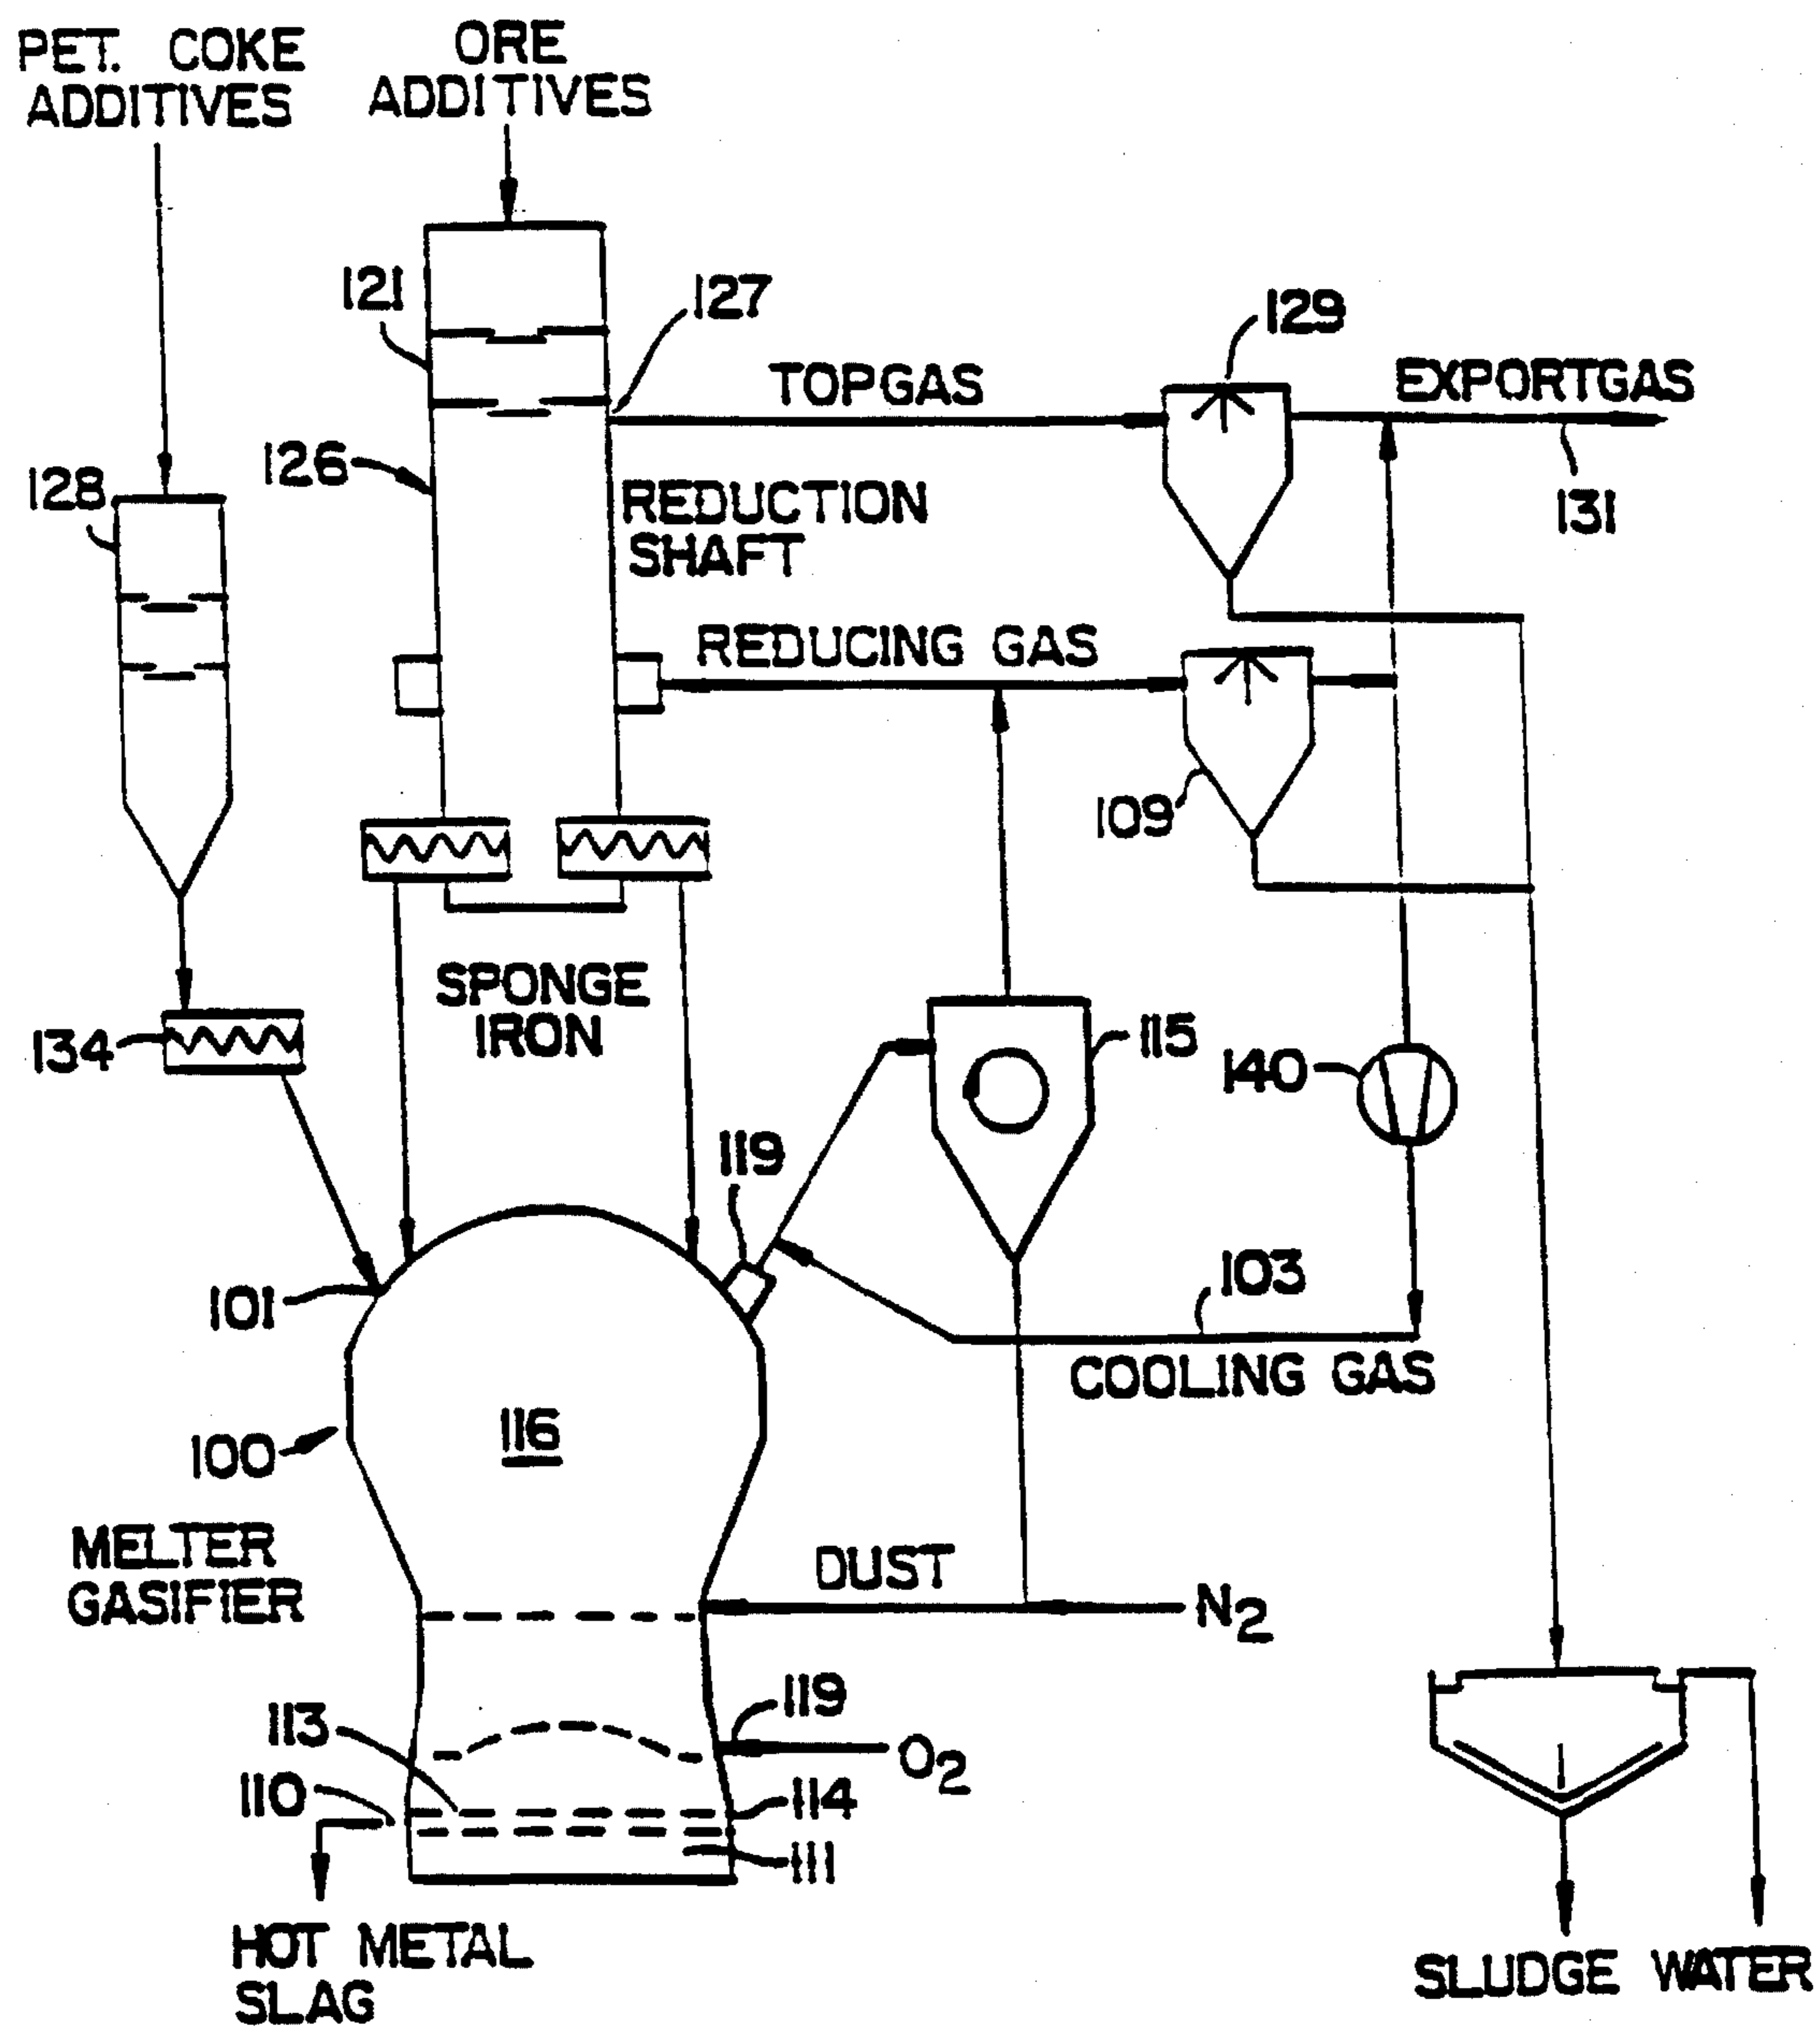 PET. COKE
ADDITIVES
ORE
ADDITIVES
121
127
129
TOPGAS
EXPORTGAS
126
128
REDUCTION
SHAFT
131
REDUCING GAS
109
SPONGE
IRON
134
115
140
119
101
103
COOLING GAS
100
116
MELTER
GASIFIER
DUST
N2
113
119
O2
110
114
111
HOT METAL
SLAG
SLUDGE WATER